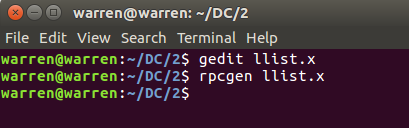 warren@warren: ~/DC/2
File Edit View Search Terminal Help
warren@warren:~/DC/2$ gedit llist.x
warren@warren:~/DC/2$ rpcgen llist.x
warren@warren:~/DC/2$